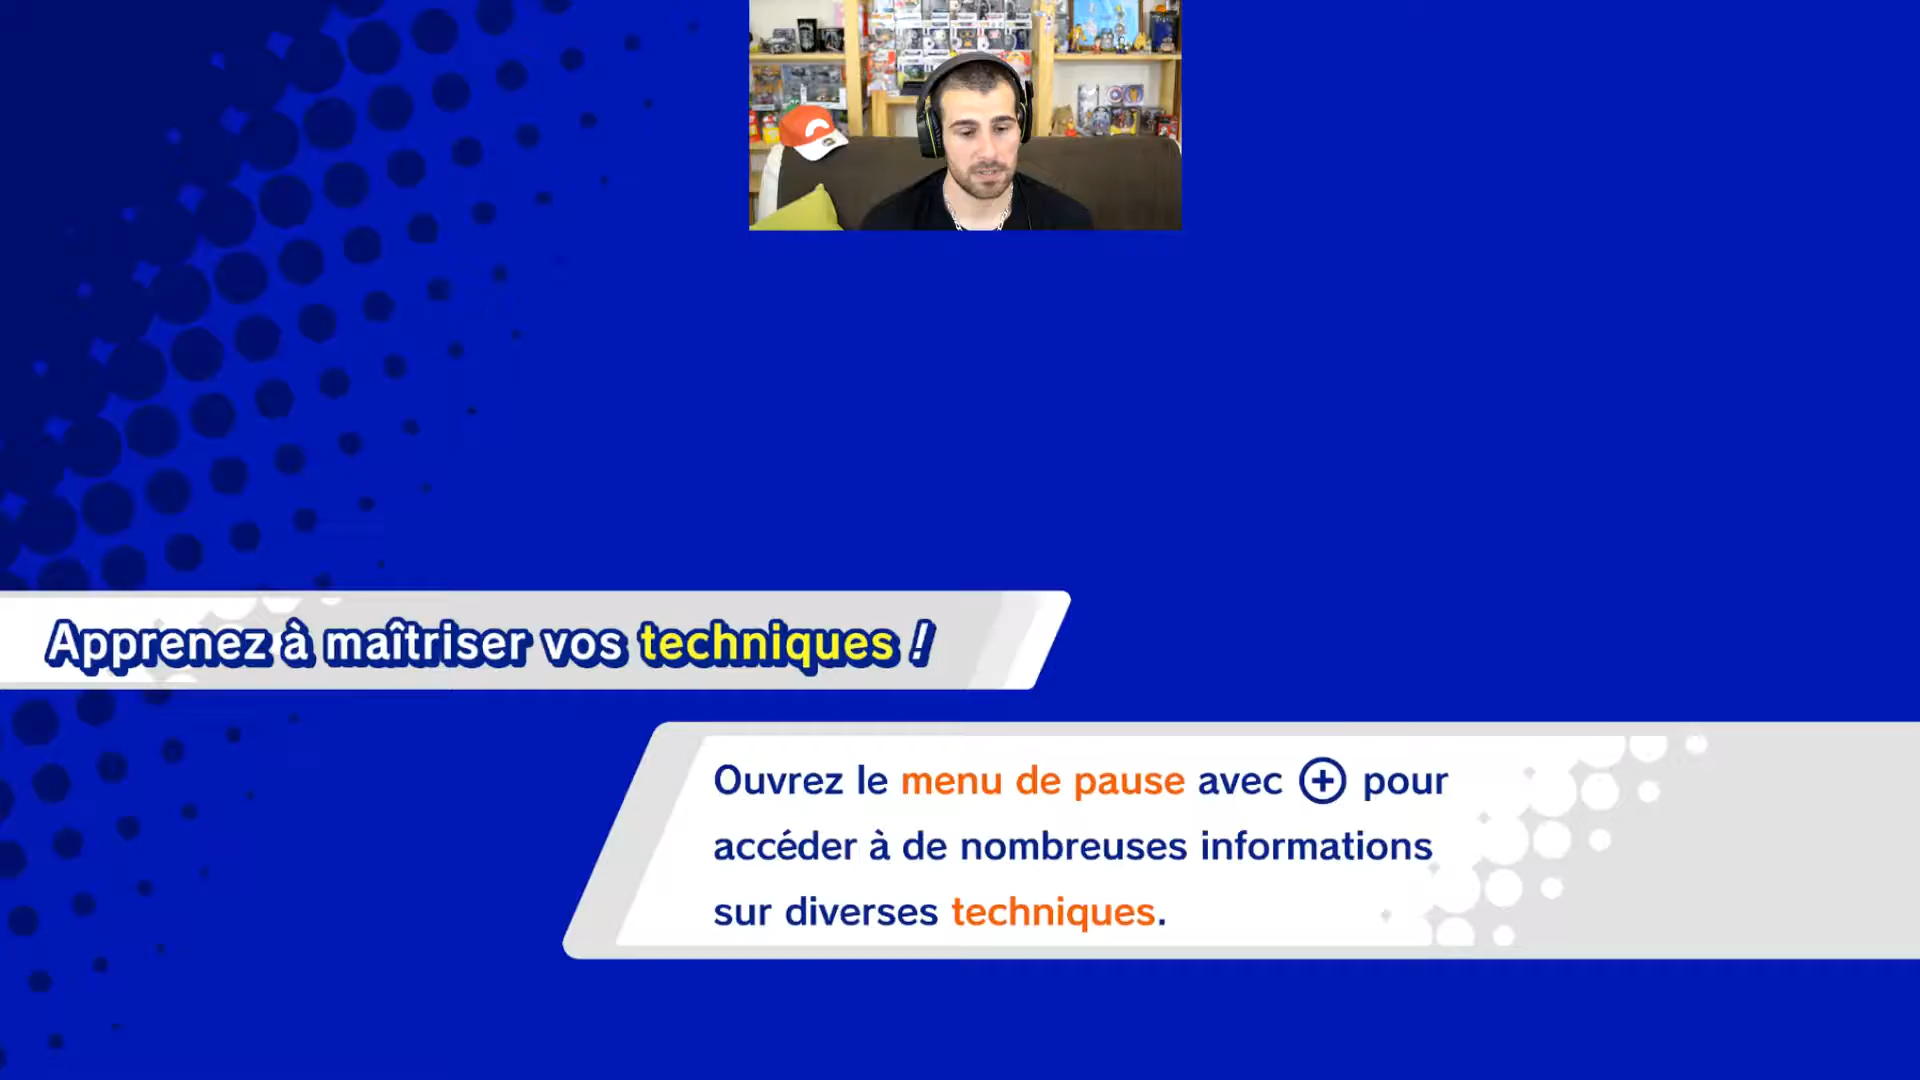 Apprenez à maîtriser vos techniques !
Ouvrez le menu de pause avec ⊕ pour
accéder à de nombreuses informations
sur diverses techniques.